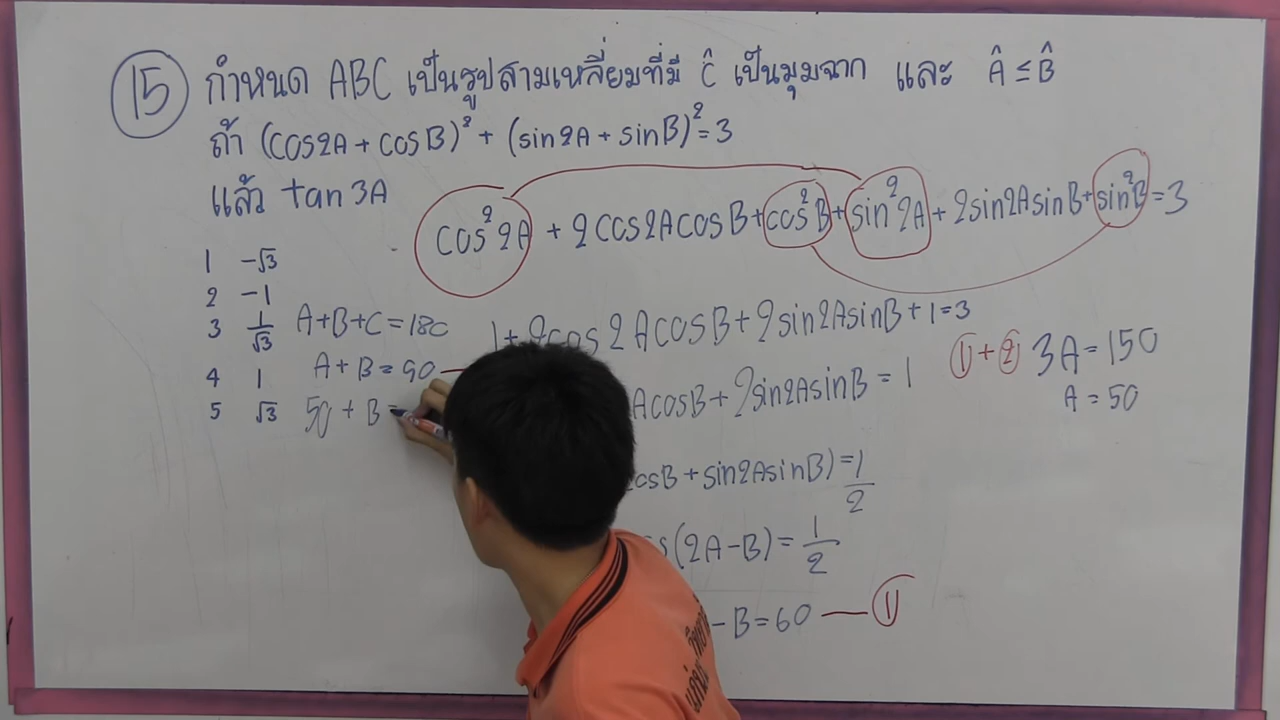 15 กำหนด ABC เป็นรูปสามเหลี่ยมที่มี Ĉ เป็นมุมฉาก และ Â ≤ B̂
ถ้า (cos2A + cosB)² + (sin2A + sinB)² = 3
แล้ว tan 3A
cos²2A + 2cos2AcosB + cos²B + sin²2A + 2sin2AsinB + sin²B = 3
1 -√3
2 -1
3 1/√3
4 1
5 √3
A+B+C = 180
A + B = 90
50 + B =
1 + 2cos2AcosB + 2sin2AsinB + 1 = 3
AcosB + 2sin2AsinB = 1
cosB + sin2AsinB) = 1/2
(2A-B) = 1/2
- B = 60 — ①
① + ② 3A = 150
A = 50